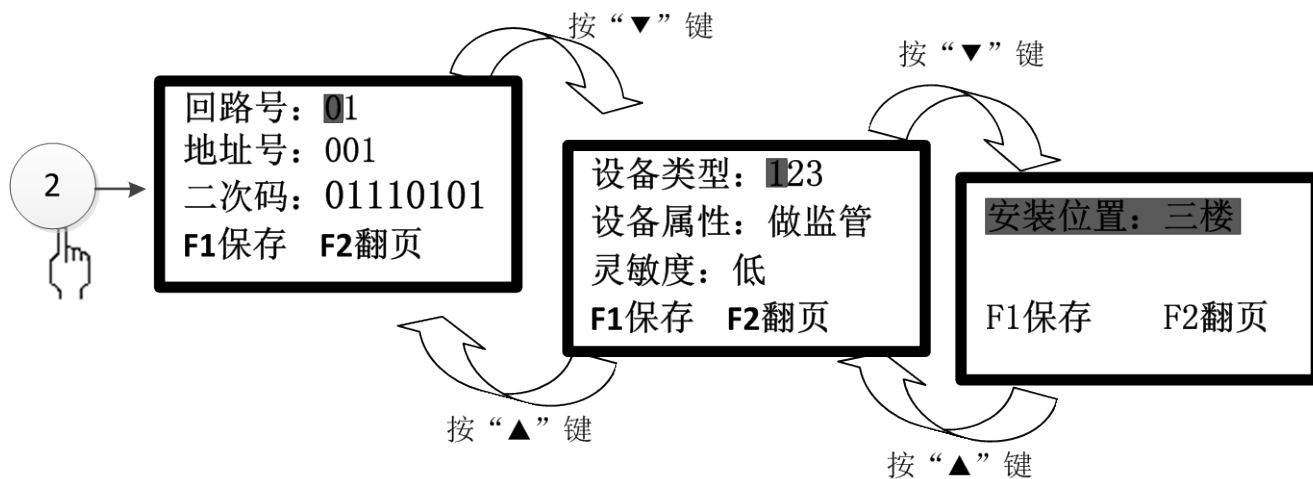 按“▼”键
按“▼”键
2
回路号：01
地址号：001
二次码：01110101
F1保存 F2翻页
设备类型：123
设备属性：做监管
灵敏度：低
F1保存 F2翻页
安装位置：三楼
F1保存 F2翻页
按“▲”键
按“▲”键